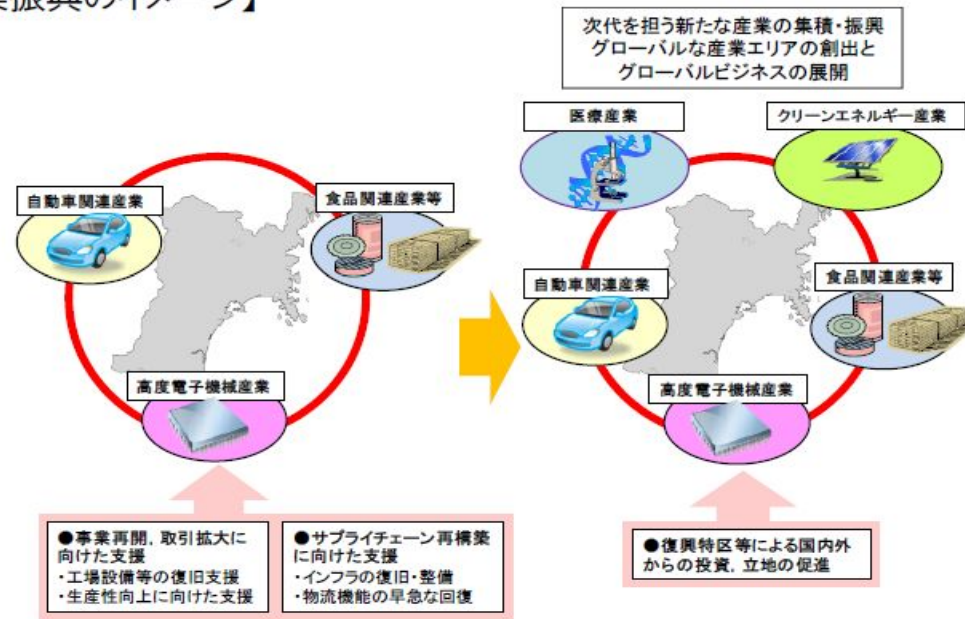 業振興のイメージ】
次代を担う新たな産業の集積・振興
グローバルな産業エリアの創出と
グローバルビジネスの展開
自動車関連産業
食品関連産業等
高度電子機械産業
●事業再開，取引拡大に
向けた支援
・工場設備等の復旧支援
・生産性向上に向けた支援
●サプライチェーン再構築
に向けた支援
・インフラの復旧・整備
・物流機能の早急な回復
医療産業
クリーンエネルギー産業
自動車関連産業
食品関連産業等
高度電子機械産業
●復興特区等による国内外
からの投資，立地の促進